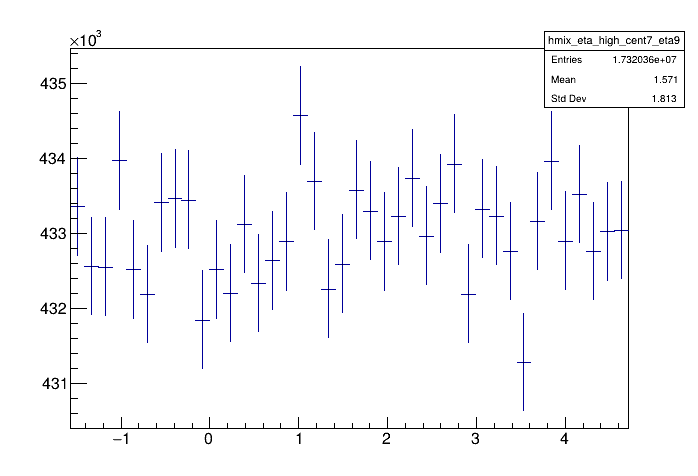 ×10³
hmix_eta_high_cent7_eta9
Entries 1.732036e+07
Mean 1.571
Std Dev 1.813
435
434
433
432
431
−1 0 1 2 3 4